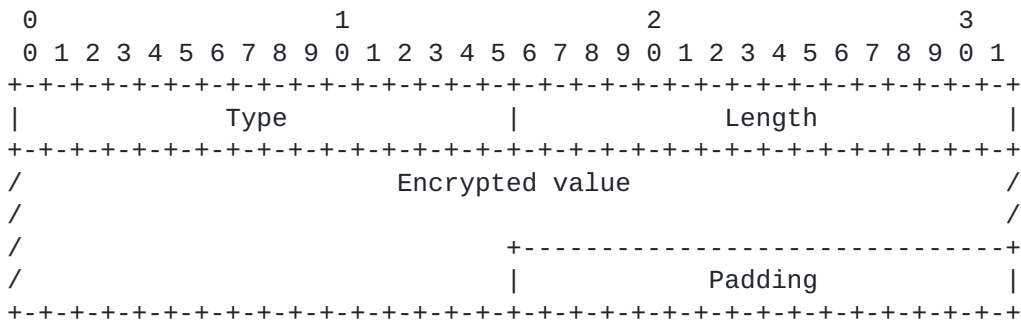 0                   1                   2                   3
 0 1 2 3 4 5 6 7 8 9 0 1 2 3 4 5 6 7 8 9 0 1 2 3 4 5 6 7 8 9 0 1
+-+-+-+-+-+-+-+-+-+-+-+-+-+-+-+-+-+-+-+-+-+-+-+-+-+-+-+-+-+-+-+-+
|             Type              |             Length            |
+-+-+-+-+-+-+-+-+-+-+-+-+-+-+-+-+-+-+-+-+-+-+-+-+-+-+-+-+-+-+-+-+
/                        Encrypted value                        /
/                                                               /
/                               +-------------------------------+
/                               |            Padding            |
+-+-+-+-+-+-+-+-+-+-+-+-+-+-+-+-+-+-+-+-+-+-+-+-+-+-+-+-+-+-+-+-+